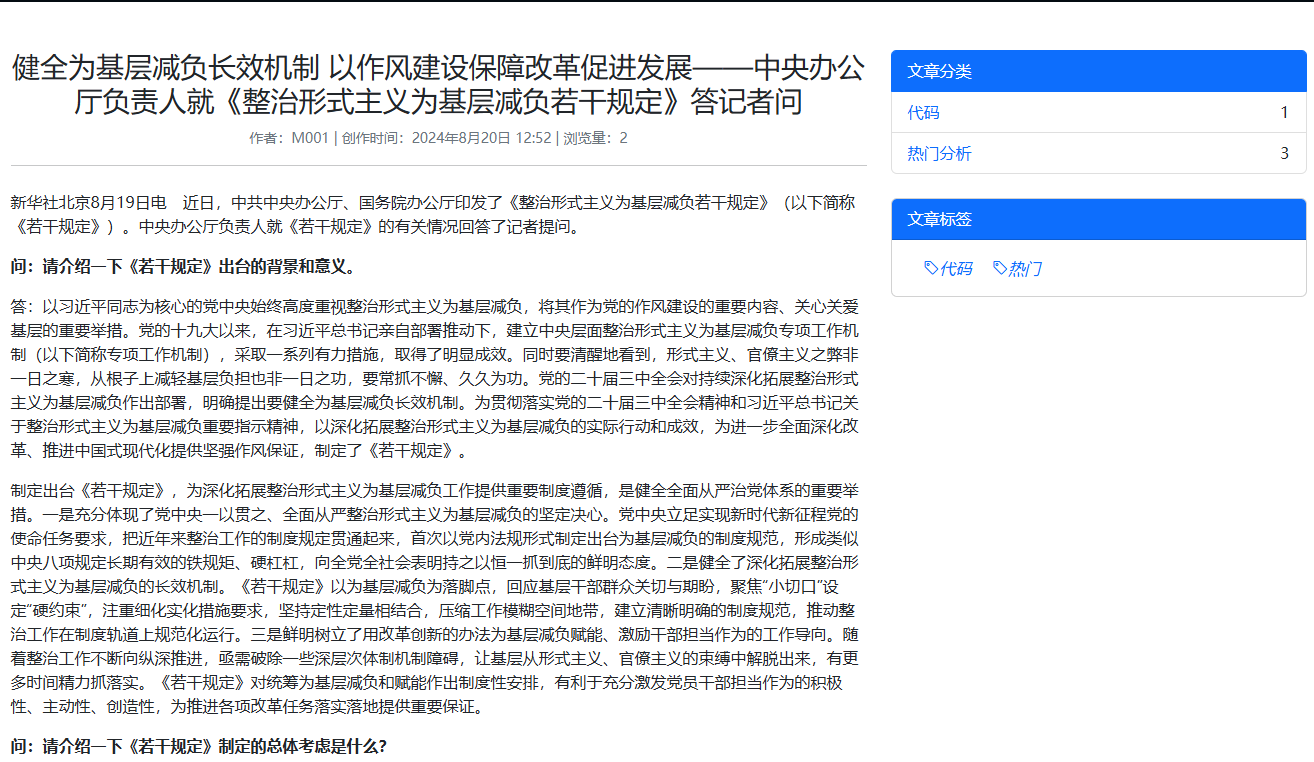 健全为基层减负长效机制 以作风建设保障改革促进发展——中央办公
厅负责人就《整治形式主义为基层减负若干规定》答记者问
作者：M001 | 创作时间：2024年8月20日 12:52 | 浏览量：2
新华社北京8月19日电　近日，中共中央办公厅、国务院办公厅印发了《整治形式主义为基层减负若干规定》（以下简称
《若干规定》）。中央办公厅负责人就《若干规定》的有关情况回答了记者提问。
问：请介绍一下《若干规定》出台的背景和意义。
答：以习近平同志为核心的党中央始终高度重视整治形式主义为基层减负，将其作为党的作风建设的重要内容、关心关爱
基层的重要举措。党的十九大以来，在习近平总书记亲自部署推动下，建立中央层面整治形式主义为基层减负专项工作机
制（以下简称专项工作机制），采取一系列有力措施，取得了明显成效。同时要清醒地看到，形式主义、官僚主义之弊非
一日之寒，从根子上减轻基层负担也非一日之功，要常抓不懈、久久为功。党的二十届三中全会对持续深化拓展整治形式
主义为基层减负作出部署，明确提出要健全为基层减负长效机制。为贯彻落实党的二十届三中全会精神和习近平总书记关
于整治形式主义为基层减负重要指示精神，以深化拓展整治形式主义为基层减负的实际行动和成效，为进一步全面深化改
革、推进中国式现代化提供坚强作风保证，制定了《若干规定》。
制定出台《若干规定》，为深化拓展整治形式主义为基层减负工作提供重要制度遵循，是健全全面从严治党体系的重要举
措。一是充分体现了党中央一以贯之、全面从严整治形式主义为基层减负的坚定决心。党中央立足实现新时代新征程党的
使命任务要求，把近年来整治工作的制度规定贯通起来，首次以党内法规形式制定出台为基层减负的制度规范，形成类似
中央八项规定长期有效的铁规矩、硬杠杠，向全党全社会表明持之以恒一抓到底的鲜明态度。二是健全了深化拓展整治形
式主义为基层减负的长效机制。《若干规定》以为基层减负为落脚点，回应基层干部群众关切与期盼，聚焦“小切口”设
定“硬约束”，注重细化实化措施要求，坚持定性定量相结合，压缩工作模糊空间地带，建立清晰明确的制度规范，推动整
治工作在制度轨道上规范化运行。三是鲜明树立了用改革创新的办法为基层减负赋能、激励干部担当作为的工作导向。随
着整治工作不断向纵深推进，亟需破除一些深层次体制机制障碍，让基层从形式主义、官僚主义的束缚中解脱出来，有更
多时间精力抓落实。《若干规定》对统筹为基层减负和赋能作出制度性安排，有利于充分激发党员干部担当作为的积极
性、主动性、创造性，为推进各项改革任务落实落地提供重要保证。
问：请介绍一下《若干规定》制定的总体考虑是什么？
文章分类
代码 1
热门分析 3
文章标签
代码 热门